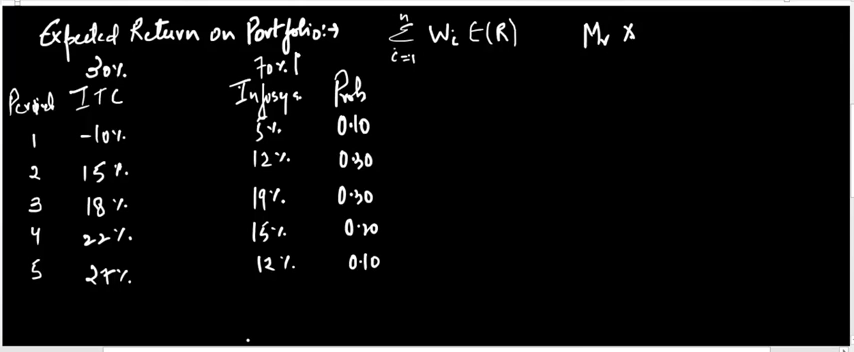 Expected Return on Portfolio:→ n Σ i=1 Wi E(R) Mr X
30% 70%
Period ITC Infosys. Prob
1 -10% 5% 0.10
2 15% 12% 0.30
3 18% 19% 0.30
4 22% 15% 0.20
5 27% 12% 0.10